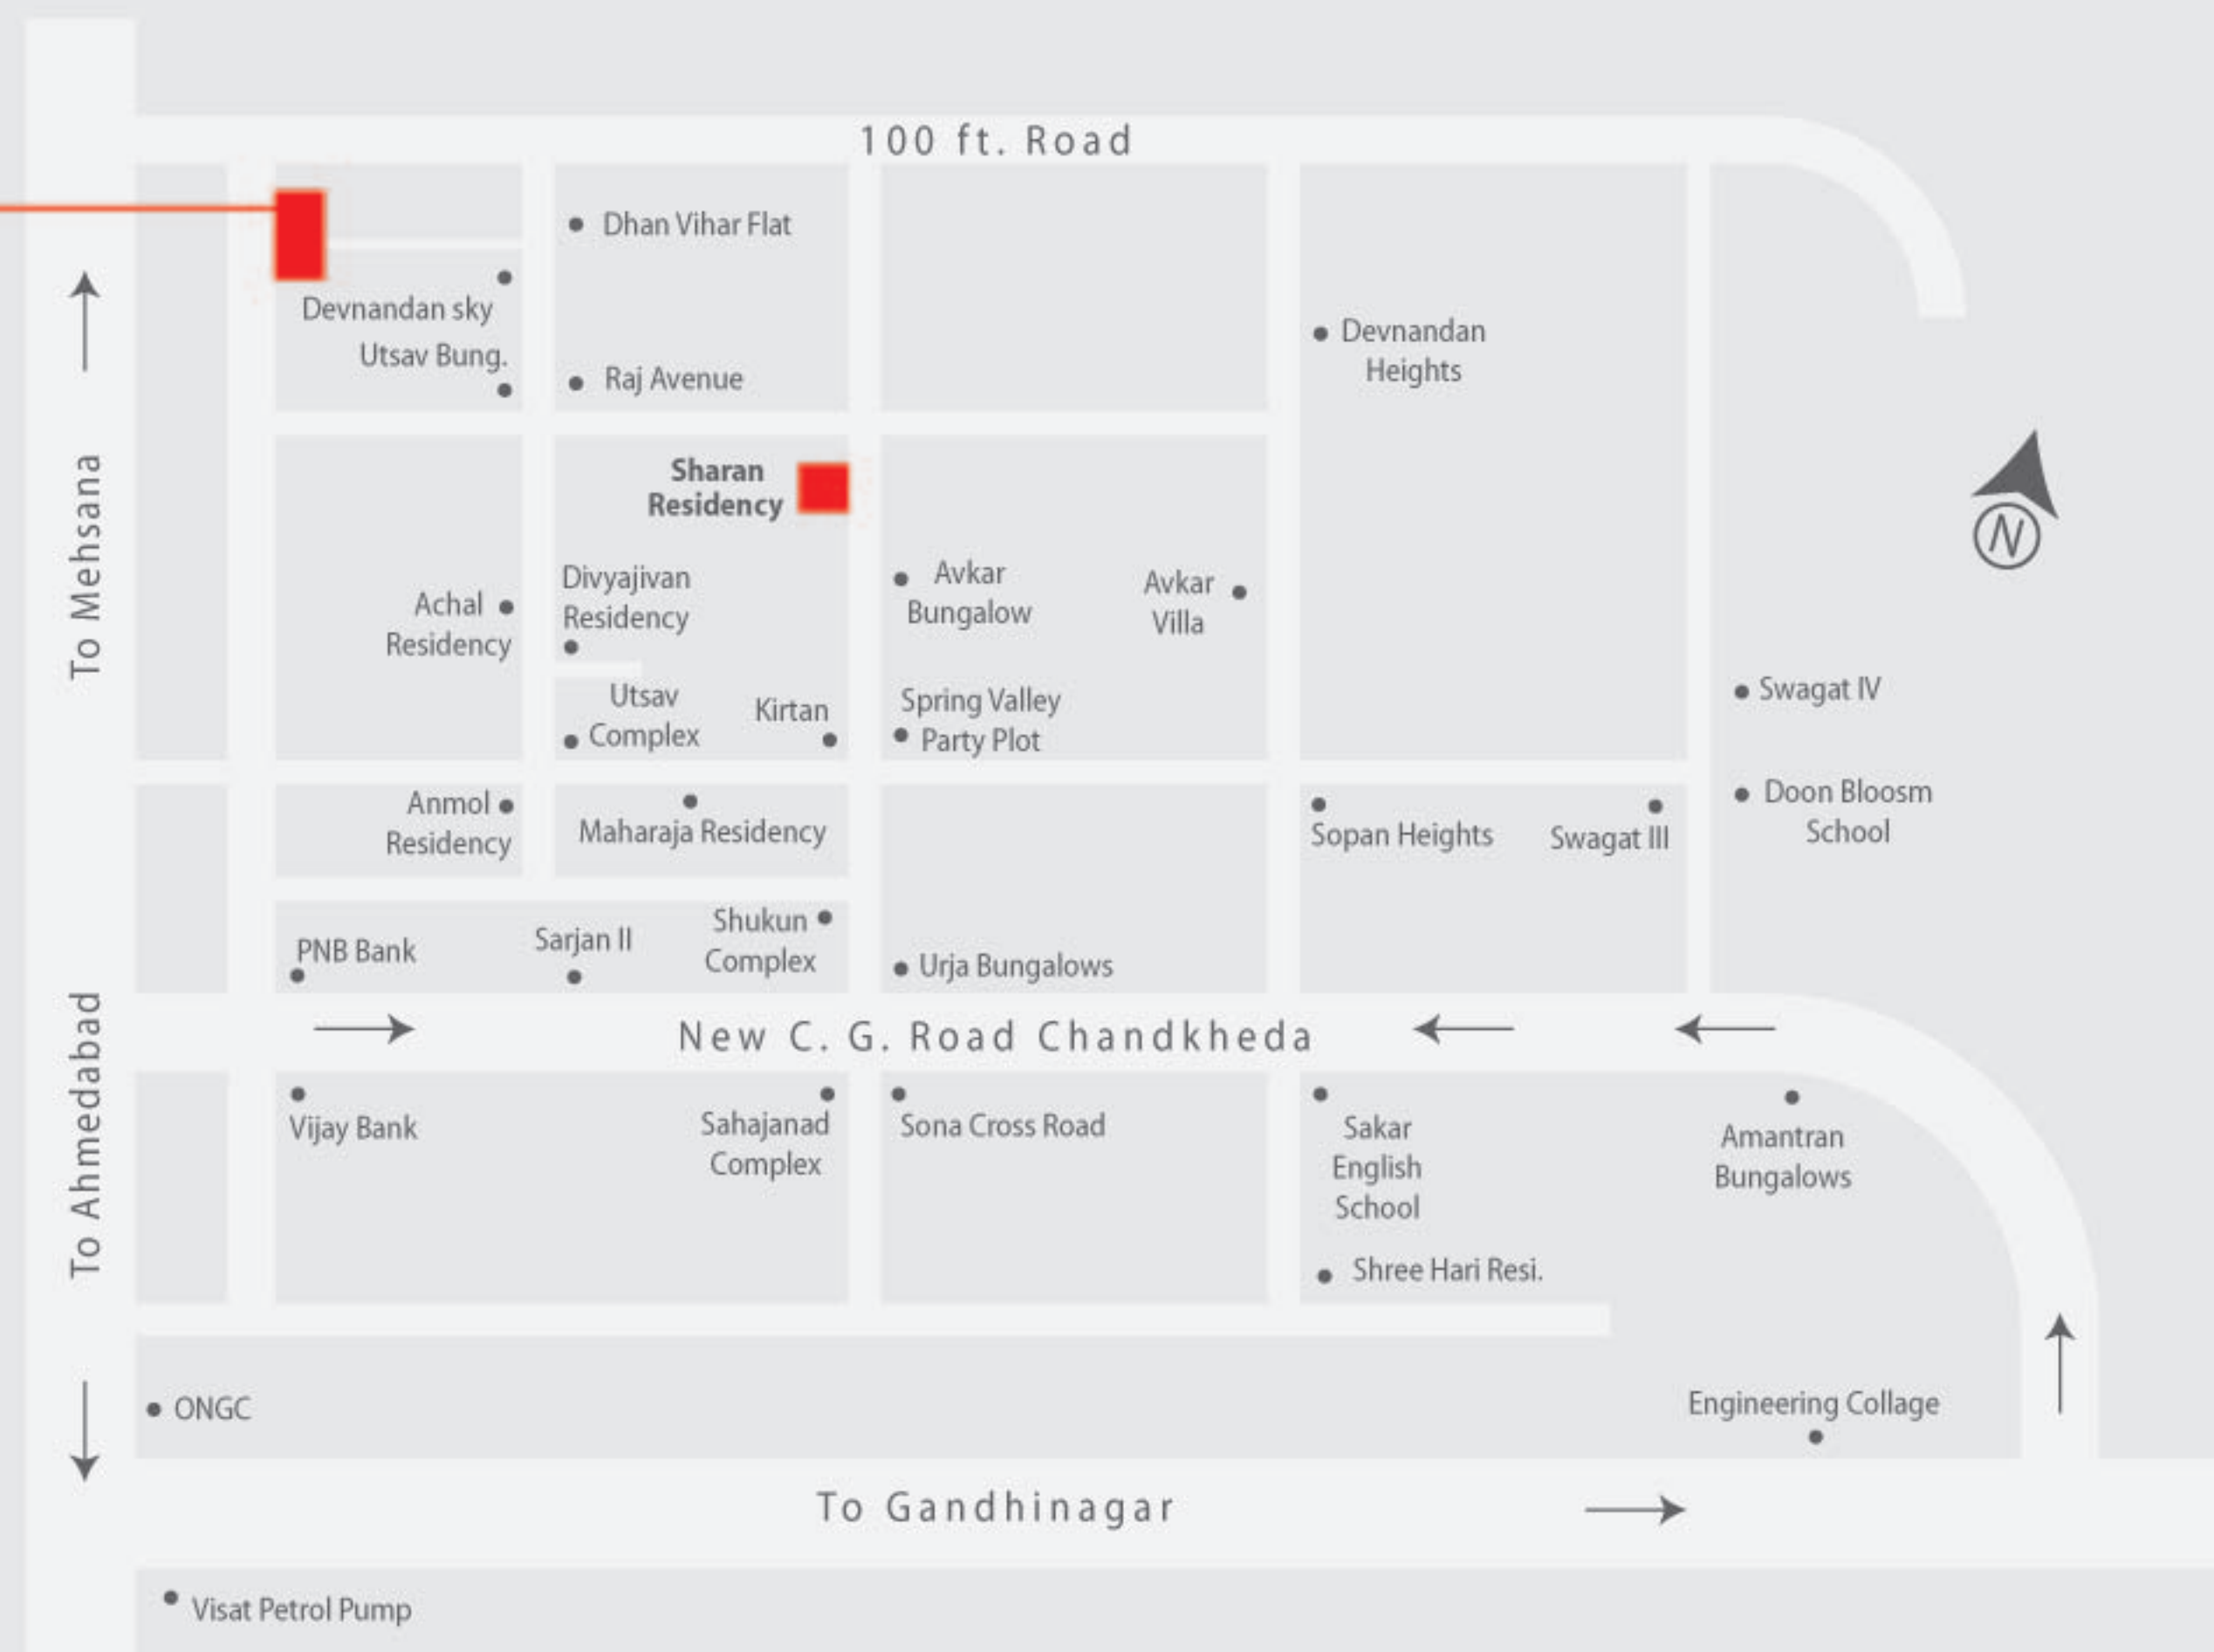 100 ft. Road
Dhan Vihar Flat
Devnandan sky
Utsav Bung.
Raj Avenue
Devnandan
Heights
To Mehsana
Sharan
Residency
N
Achal
Residency
Divyajivan
Residency
Avkar
Bungalow
Avkar
Villa
Utsav
Complex
Kirtan
Spring Valley
Party Plot
Swagat IV
Anmol
Residency
Maharaja Residency
Sopan Heights
Swagat III
Doon Bloosm
School
PNB Bank
Sarjan II
Shukun
Complex
Urja Bungalows
To Ahmedabad
New C. G. Road Chandkheda
Vijay Bank
Sahajanad
Complex
Sona Cross Road
Sakar
English
School
Amantran
Bungalows
Shree Hari Resi.
ONGC
Engineering Collage
To Gandhinagar
Visat Petrol Pump